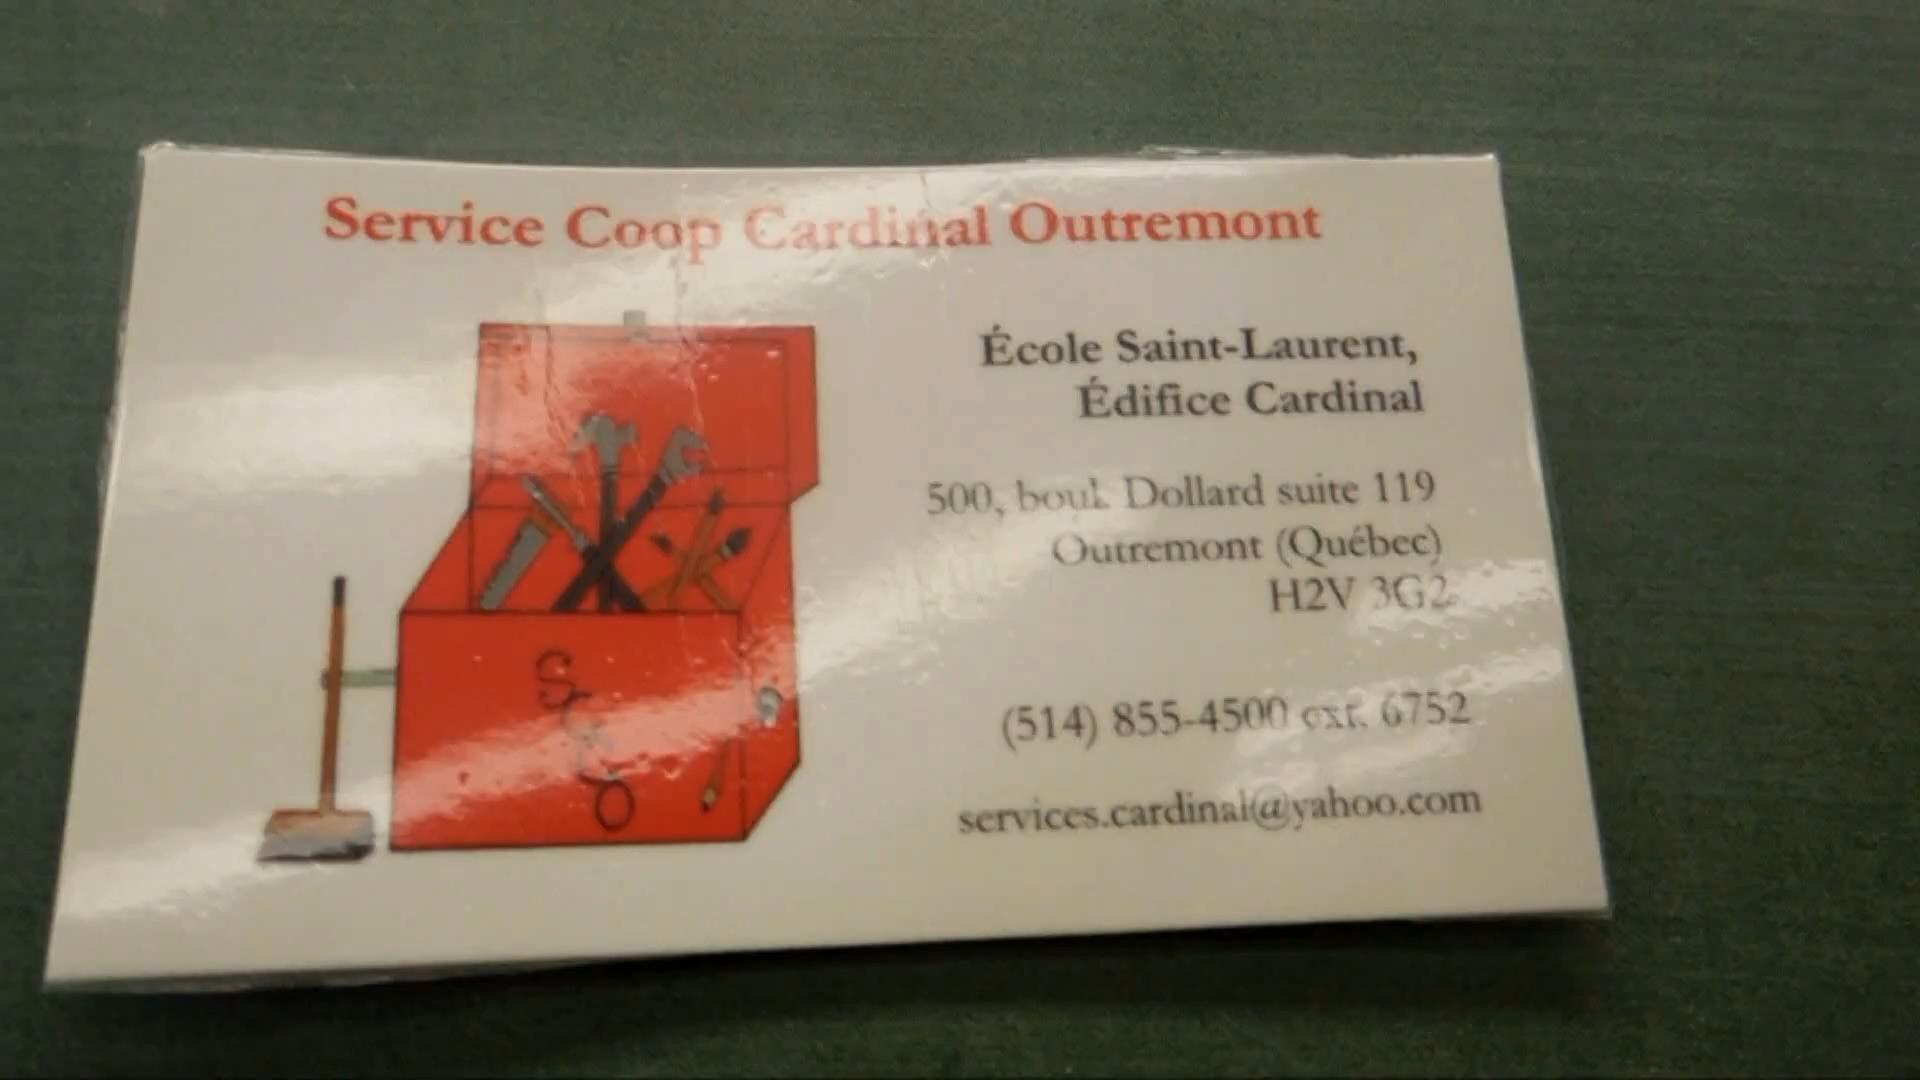 Service Coop Cardinal Outremont
École Saint-Laurent,
Édifice Cardinal
500, boul. Dollard suite 119
Outremont (Québec)
H2V 3G2
(514) 855-4500 ext. 6752
services.cardinal@yahoo.com